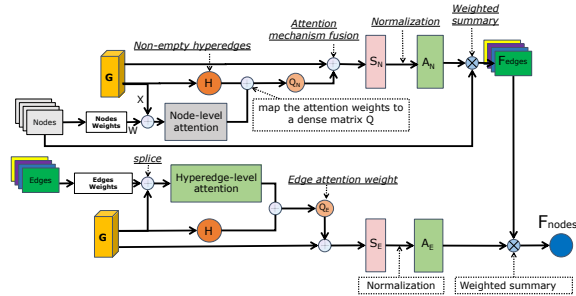 Attention
mechanism fusion
Normalization
Weighted
summary
Non-empty hyperedges
G
H
Q_N
S_N
A_N
F_edges
X
Nodes
Nodes
Weights
W
Node-level
attention
map the attention weights to
a dense matrix Q
splice
Edges
Edges
Weights
Hyperedge-level
attention
Edge attention weight
Q_E
G
H
S_E
A_E
F_nodes
Normalization
Weighted summary